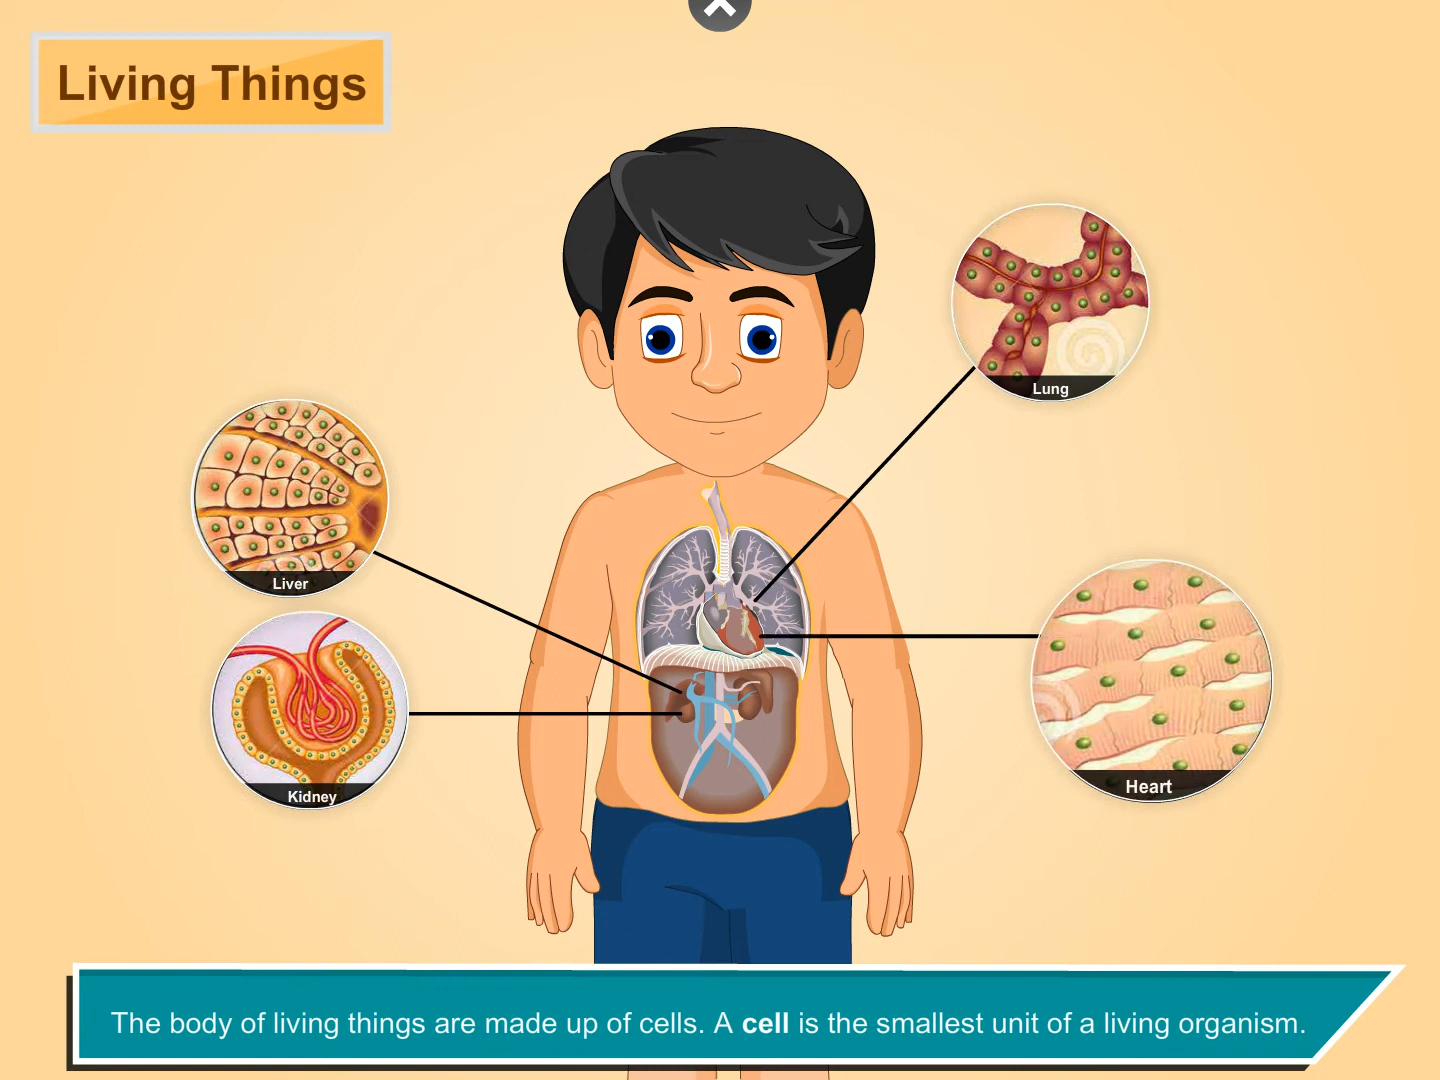 Living Things
Lung
Liver
Kidney
Heart
The body of living things are made up of cells. A cell is the smallest unit of a living organism.